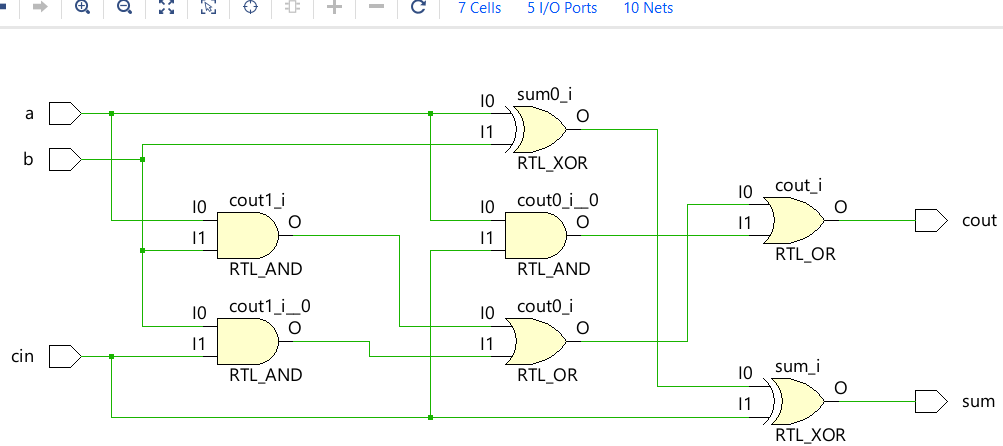 7 Cells 5 I/O Ports 10 Nets
sum0_i
I0 O
a
I1
b
RTL_XOR
cout_i
cout1_i cout0_i__0
I0 O
I0 O I0 O
I1 cout
I1 I1
RTL_OR
RTL_AND RTL_AND
cout1_i__0 cout0_i
I0 O I0 O
I1 I1
cin
sum_i
RTL_AND RTL_OR
I0 O
I1 sum
RTL_XOR